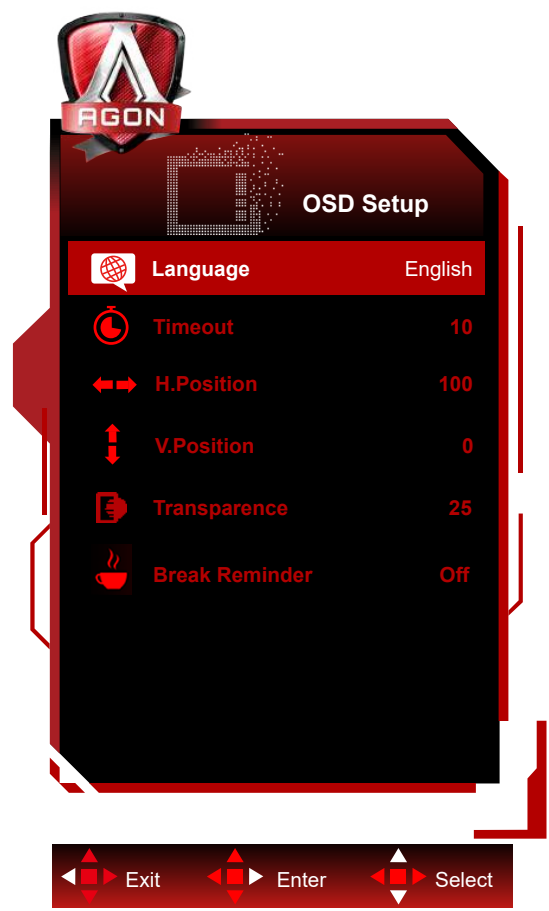 AGON
OSD Setup
Language English
Timeout 10
H.Position 100
V.Position 0
Transparence 25
Break Reminder Off
Exit Enter Select